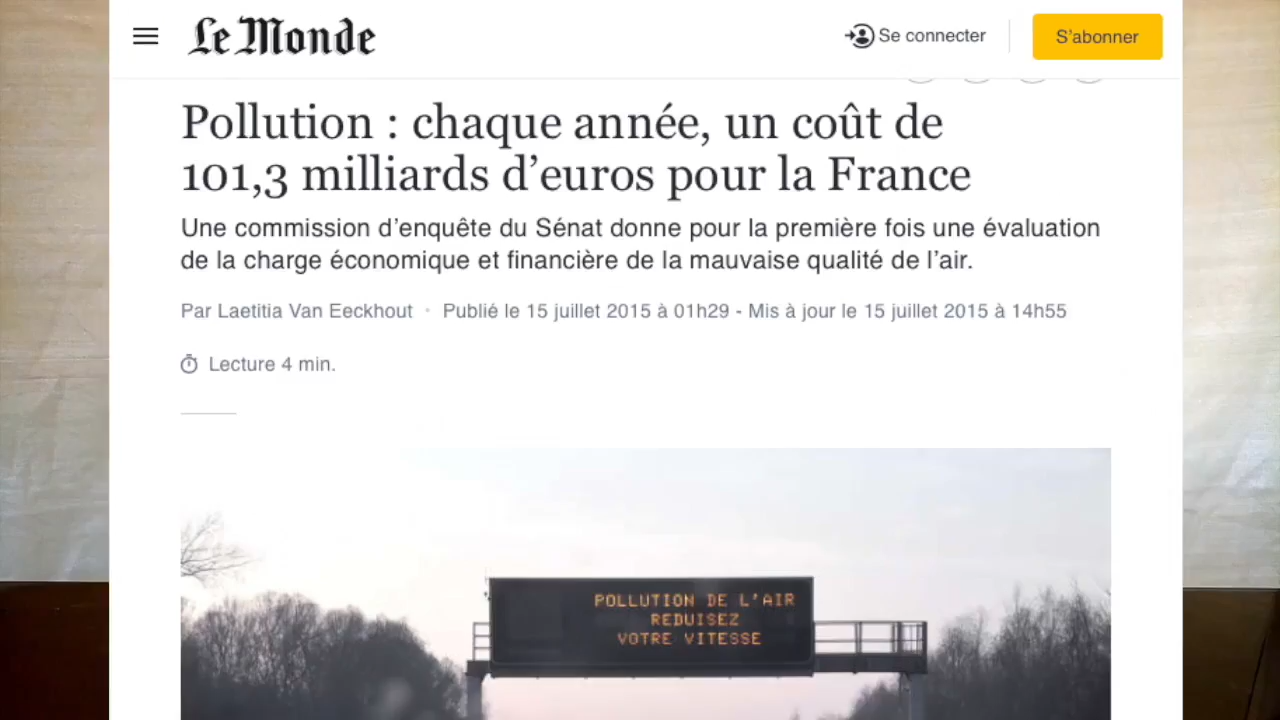 Le Monde
Se connecter
S'abonner
Pollution : chaque année, un coût de
101,3 milliards d’euros pour la France
Une commission d’enquête du Sénat donne pour la première fois une évaluation
de la charge économique et financière de la mauvaise qualité de l’air.
Par Laetitia Van Eeckhout • Publié le 15 juillet 2015 à 01h29 - Mis à jour le 15 juillet 2015 à 14h55
Lecture 4 min.
POLLUTION DE L'AIR
REDUISEZ
VOTRE VITESSE